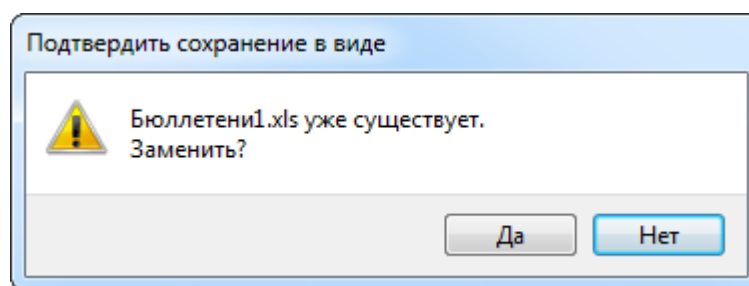 Подтвердить сохранение в виде
Бюллетени1.xls уже существует.
Заменить?
Да
Нет